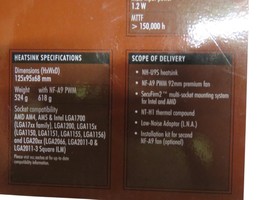 1.2 W
MTTF
> 150,000 h
HEATSINK SPECIFICATIONS
Dimensions (HxWxD)
125x95x68 mm
Weight with NF-A9 PWM
524 g 618 g
Socket compatibility
AMD AM4, AM5 & Intel LGA1700
(LGA17xx family), LGA1200, LGA115x
(LGA1150, LGA1151, LGA1155, LGA1156)
and LGA20xx (LGA2066, LGA2011-0 &
LGA2011-3 Square ILM)
Please visit our website at for up to date
compatibility information.
SCOPE OF DELIVERY
• NH-U9S heatsink
• NF-A9 PWM 92mm premium fan
• SecuFirm2™ multi-socket mounting system
for Intel and AMD
• NT-H1 thermal compound
• Low-Noise Adaptor (L.N.A.)
• Installation kit for second
NF-A9 fan (optional)